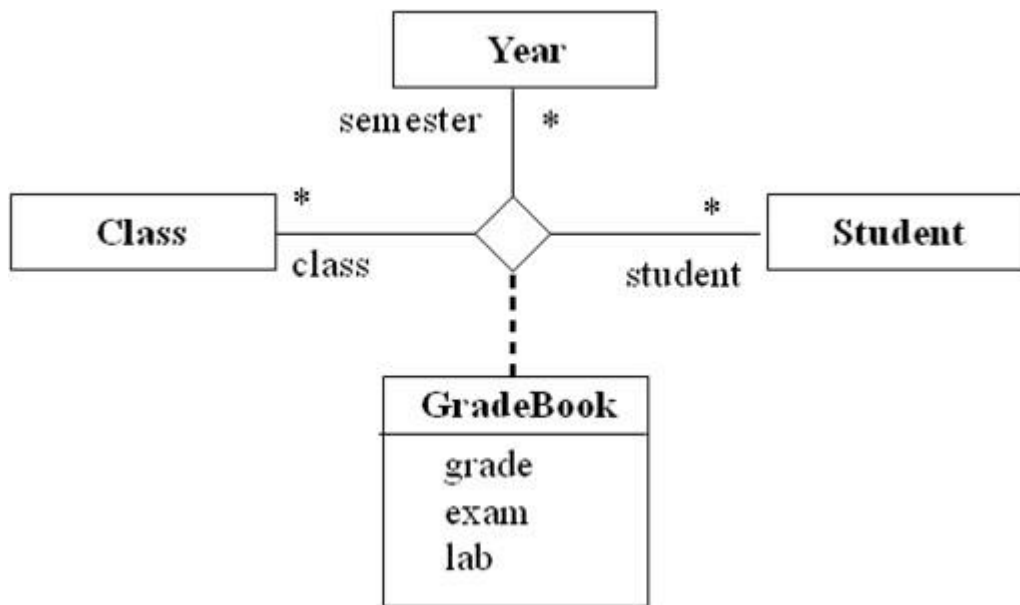 Year
semester *
* *
Class Student
class student
GradeBook
grade
exam
lab